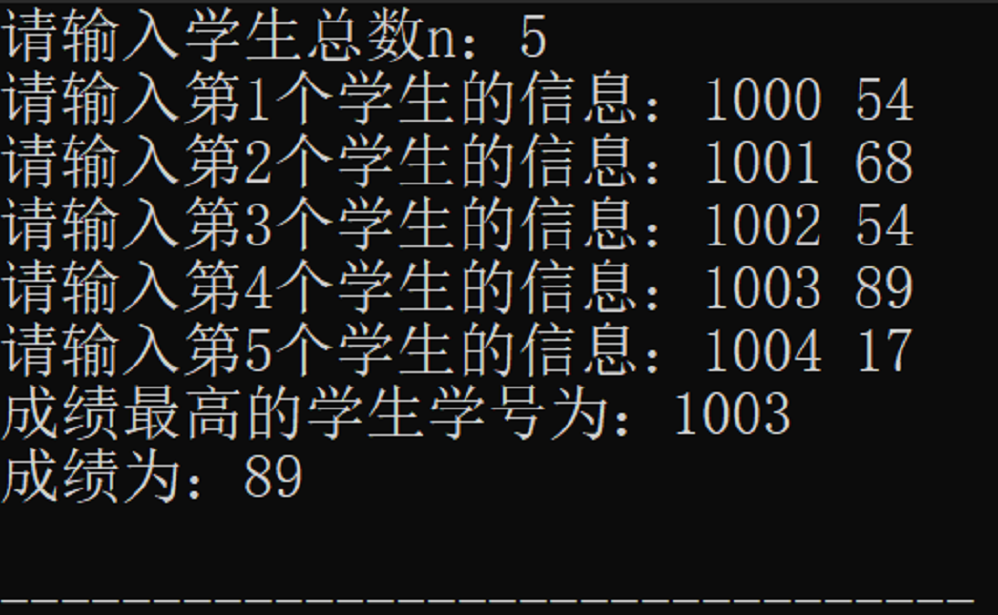 请输入学生总数n：5
请输入第1个学生的信息：1000 54
请输入第2个学生的信息：1001 68
请输入第3个学生的信息：1002 54
请输入第4个学生的信息：1003 89
请输入第5个学生的信息：1004 17
成绩最高的学生学号为：1003
成绩为：89
--------------------------------